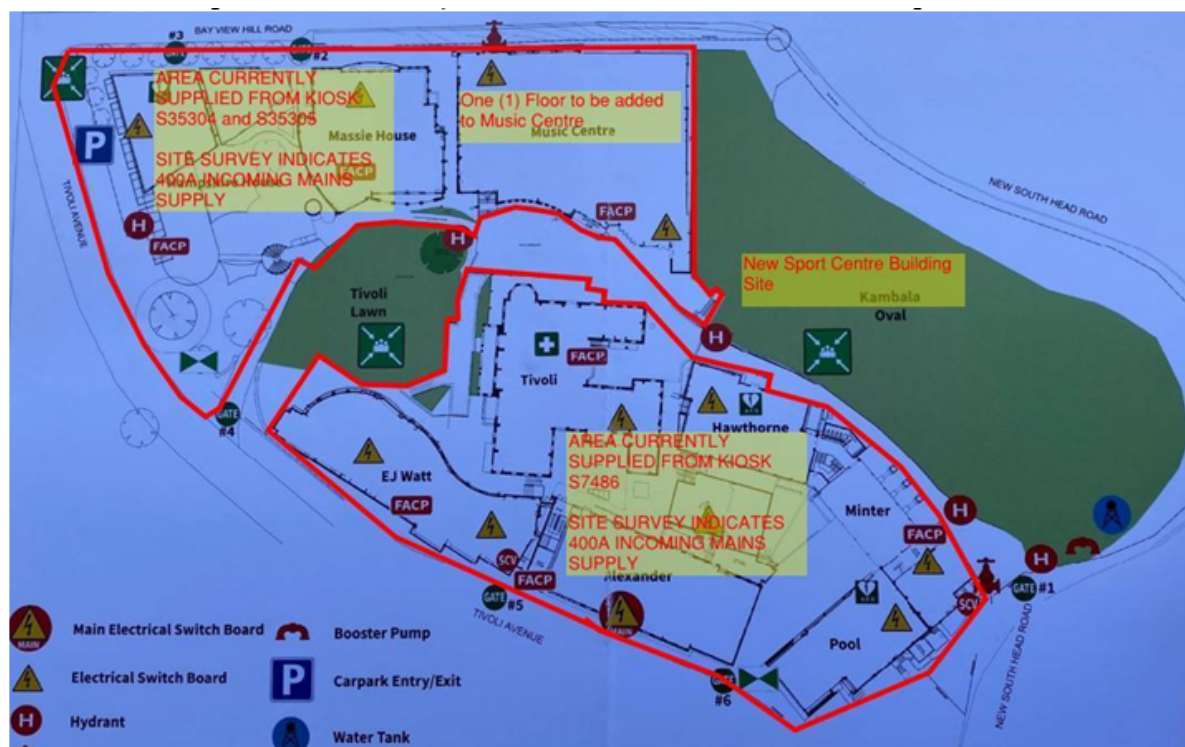 BAY VIEW HILL ROAD
#3
GATE
#2
AREA CURRENTLY
SUPPLIED FROM KIOSK
S35304 and S35305
SITE SURVEY INDICATES
400A INCOMING MAINS
SUPPLY
Massie House
FACP
One (1) Floor to be added
to Music Centre
Music Centre
FACP
P
TIVOLI AVENUE
H
FACP
H
NEW SOUTH HEAD ROAD
New Sport Centre Building
Site
Kambala
Oval
Tivoli
Lawn
H
FACP
Tivoli
GATE
#4
Hawthorne
AREA CURRENTLY
SUPPLIED FROM KIOSK
S7486
SITE SURVEY INDICATES
400A INCOMING MAINS
SUPPLY
EJ Watt
FACP
Minter
H
FACP
SCV
FACP
Alexander
H
GATE
#1
GATE
#5
SCV
TIVOLI AVENUE
MAIN
Pool
NEW SOUTH HEAD ROAD
GATE
#6
MAIN
Main Electrical Switch Board
Booster Pump
Electrical Switch Board
P
Carpark Entry/Exit
H
Hydrant
Water Tank